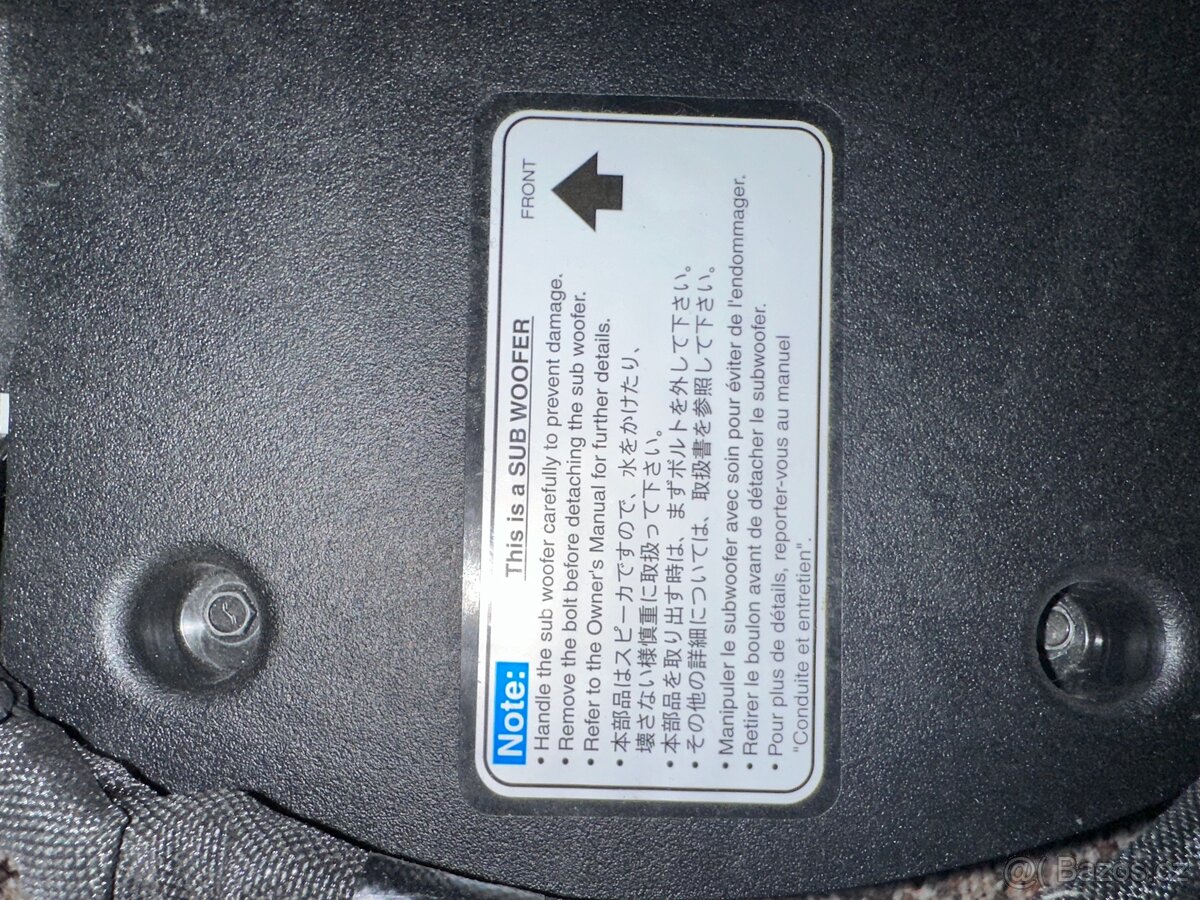 Note:
This is a SUB WOOFER
FRONT
• Handle the sub woofer carefully to prevent damage.
• Remove the bolt before detaching the sub woofer.
• Refer to the Owner's Manual for further details.
• 本部品はスピーカですので、水をかけたり、
壊さない様慎重に取扱って下さい。
• 本部品を取り出す時は、まずボルトを外して下さい。
• その他の詳細については、取扱書を参照して下さい。
• Manipuler le subwoofer avec soin pour éviter de l'endommager.
• Retirer le boulon avant de détacher le subwoofer.
• Pour plus de détails, reporter-vous au manuel
"Conduite et entretien".
@( Bazos.cz